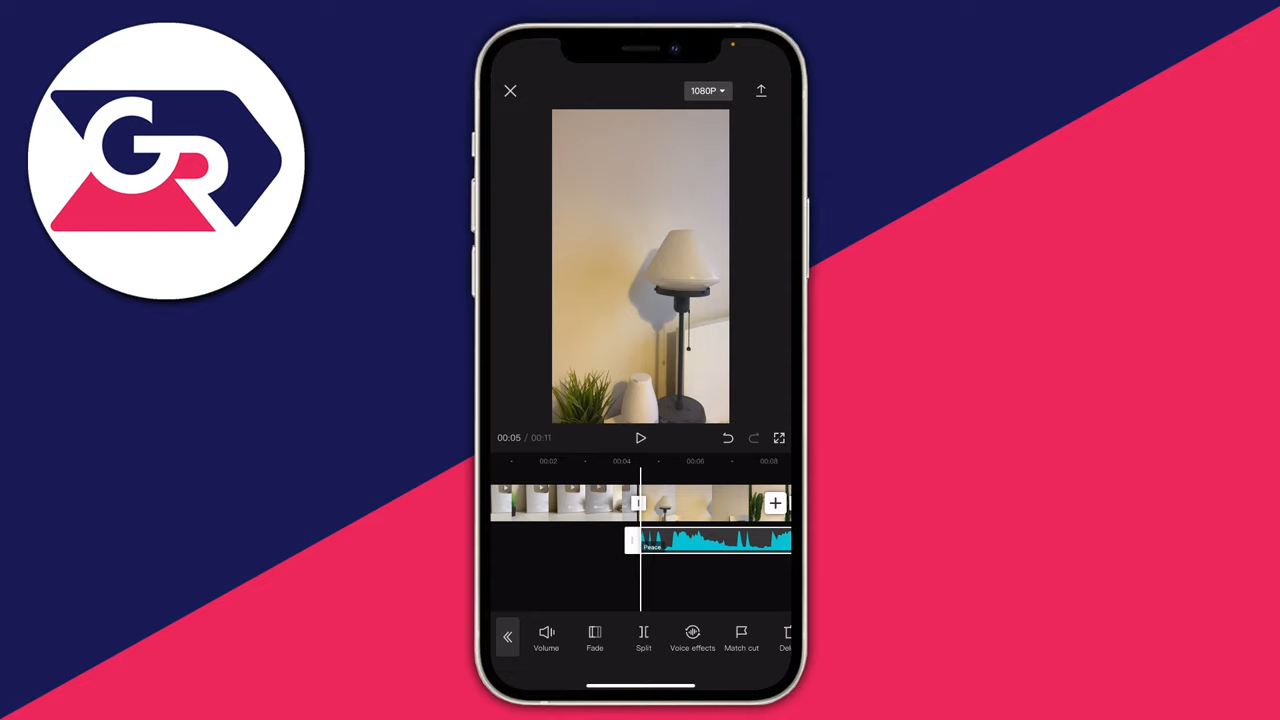 GR
1080P
00:05 / 00:11
00:02 00:04 00:06 00:08
Peace
Volume Fade Split Voice effects Match cut Del